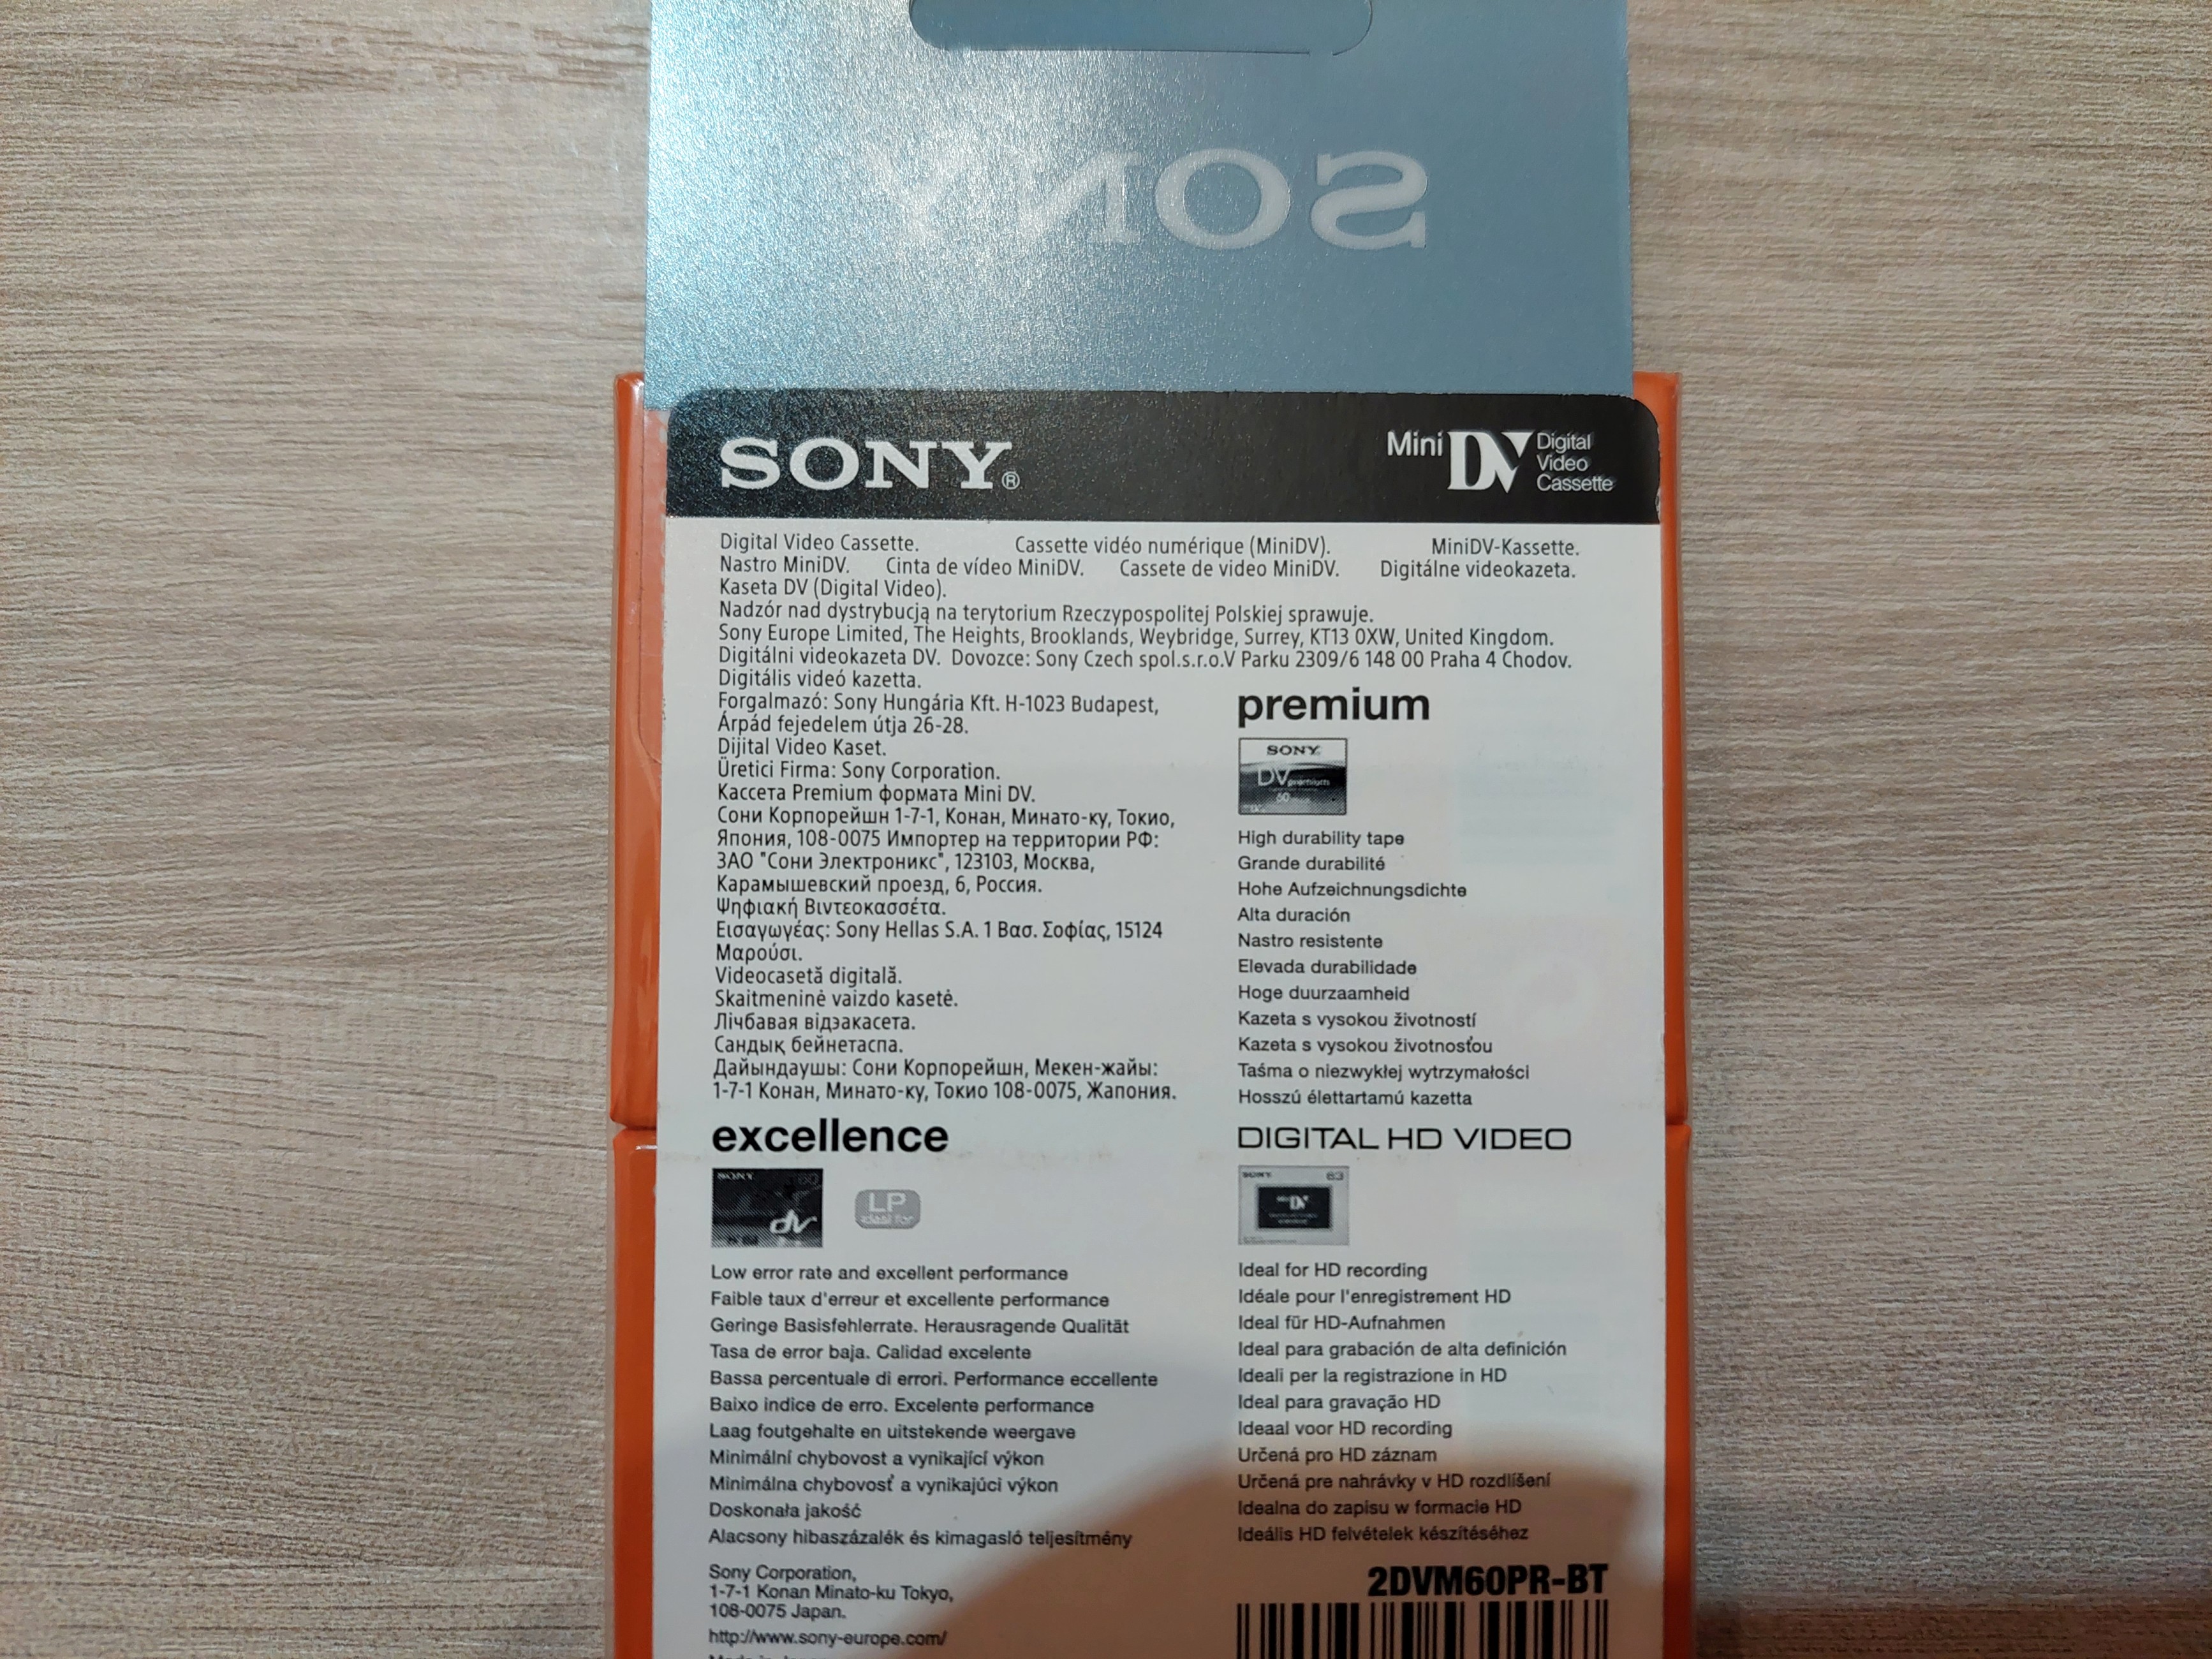 SONY
SONY®
Mini DV Digital Video Cassette
Digital Video Cassette. Cassette vidéo numérique (MiniDV). MiniDV-Kassette.
Nastro MiniDV. Cinta de vídeo MiniDV. Cassete de video MiniDV. Digitálne videokazeta.
Kaseta DV (Digital Video).
Nadzór nad dystrybucją na terytorium Rzeczypospolitej Polskiej sprawuje.
Sony Europe Limited, The Heights, Brooklands, Weybridge, Surrey, KT13 0XW, United Kingdom.
Digitálni videokazeta DV. Dovozce: Sony Czech spol.s.r.o.V Parku 2309/6 148 00 Praha 4 Chodov.
Digitális videó kazetta.
Forgalmazó: Sony Hungária Kft. H-1023 Budapest,
Árpád fejedelem útja 26-28.
Dijital Video Kaset.
Üretici Firma: Sony Corporation.
Кассета Premium формата Mini DV.
Сони Корпорейшн 1-7-1, Конан, Минато-ку, Токио,
Япония, 108-0075 Импортер на территории РФ:
ЗАО "Сони Электроникс", 123103, Москва,
Карамышевский проезд, 6, Россия.
Ψηφιακή Βιντεοκασσέτα.
Εισαγωγέας: Sony Hellas S.A. 1 Βασ. Σοφίας, 15124
Μαρούσι.
Videocasetă digitală.
Skaitmeninė vaizdo kasetė.
Лічбавая відэакасета.
Сандық бейнетаспа.
Дайындаушы: Сони Корпорейшн, Мекен-жайы:
1-7-1 Конан, Минато-ку, Токио 108-0075, Жапония.
premium
SONY
DV premium
60
High durability tape
Grande durabilité
Hohe Aufzeichnungsdichte
Alta duración
Nastro resistente
Elevada durabilidade
Hoge duurzaamheid
Kazeta s vysokou životností
Kazeta s vysokou životnosťou
Taśma o niezwykłej wytrzymałości
Hosszú élettartamú kazetta
excellence
SONY 60
dv
LP
ideal for
Low error rate and excellent performance
Faible taux d'erreur et excellente performance
Geringe Basisfehlerrate. Herausragende Qualität
Tasa de error baja. Calidad excelente
Bassa percentuale di errori. Performance eccellente
Baixo indice de erro. Excelente performance
Laag foutgehalte en uitstekende weergave
Minimální chybovost a vynikající výkon
Minimálna chybovosť a vynikajúci výkon
Doskonała jakość
Alacsony hibaszázalék és kimagasló teljesítmény
DIGITAL HD VIDEO
SONY 63
Mini DV
Ideal for HD recording
Idéale pour l'enregistrement HD
Ideal für HD-Aufnahmen
Ideal para grabación de alta definición
Ideali per la registrazione in HD
Ideal para gravação HD
Ideaal voor HD recording
Určená pro HD záznam
Určená pre nahrávky v HD rozdlíšení
Idealna do zapisu w formacie HD
Ideális HD felvételek készítéséhez
Sony Corporation,
1-7-1 Konan Minato-ku Tokyo,
108-0075 Japan.
http://www.sony-europe.com/
2DVM60PR-BT